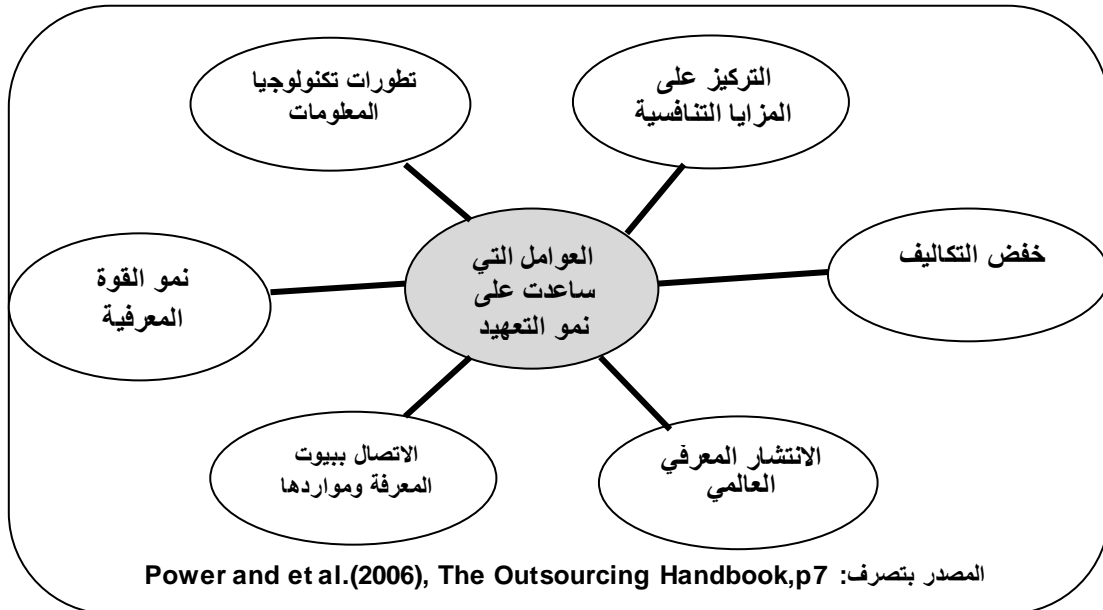 التركيز على
المزايا التنافسية
تطورات تكنولوجيا
المعلومات
خفض التكاليف
العوامل التي
ساعدت على
نمو التعهيد
نمو القوة
المعرفية
الانتشار المعرفي
العالمي
الاتصال ببيوت
المعرفة ومواردها
المصدر بتصرف: Power and et al.(2006), The Outsourcing Handbook,p7